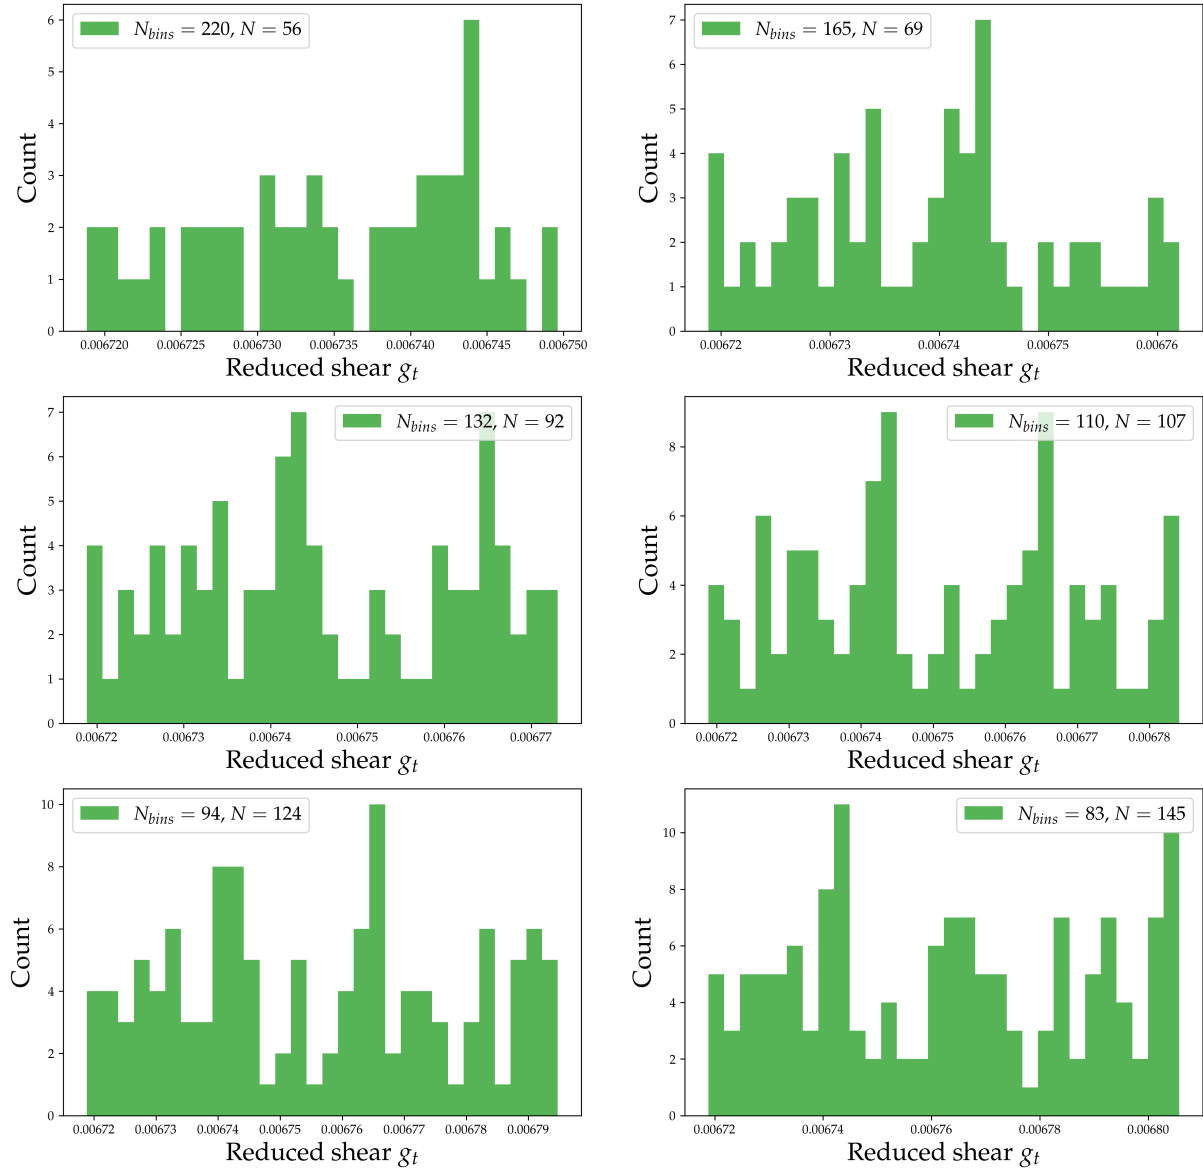 N_bins = 220, N = 56
6
5
4
3
2
1
0
Count
0.006720 0.006725 0.006730 0.006735 0.006740 0.006745 0.006750
Reduced shear g_t
N_bins = 165, N = 69
7
6
5
4
3
2
1
0
Count
0.00672 0.00673 0.00674 0.00675 0.00676
Reduced shear g_t
N_bins = 132, N = 92
7
6
5
4
3
2
1
0
Count
0.00672 0.00673 0.00674 0.00675 0.00676 0.00677
Reduced shear g_t
N_bins = 110, N = 107
8
6
4
2
0
Count
0.00672 0.00673 0.00674 0.00675 0.00676 0.00677 0.00678
Reduced shear g_t
N_bins = 94, N = 124
10
8
6
4
2
0
Count
0.00672 0.00673 0.00674 0.00675 0.00676 0.00677 0.00678 0.00679
Reduced shear g_t
N_bins = 83, N = 145
10
8
6
4
2
0
Count
0.00672 0.00674 0.00676 0.00678 0.00680
Reduced shear g_t